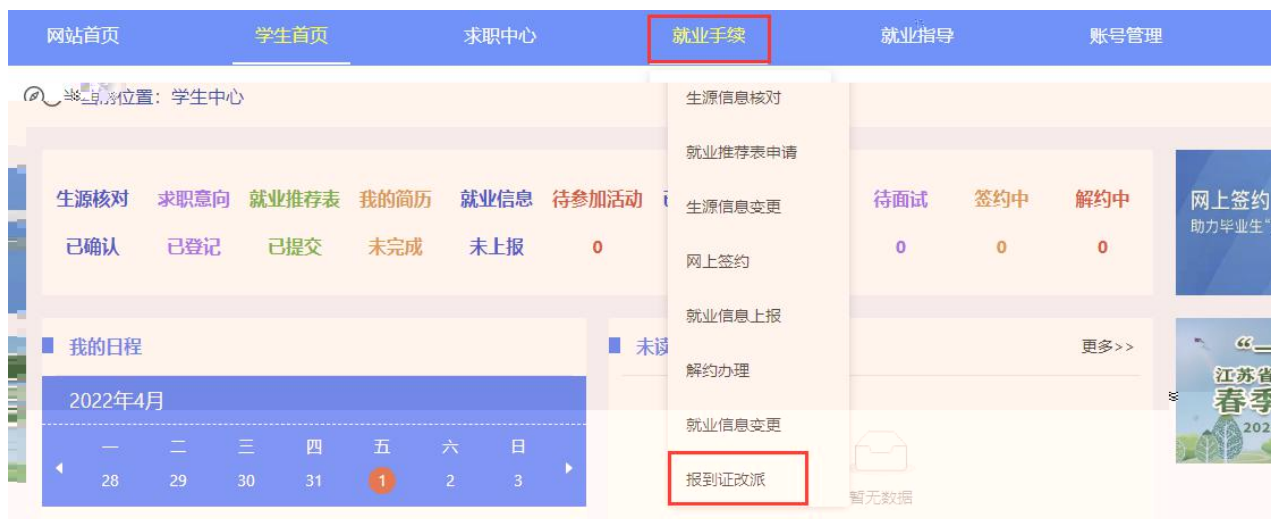 网站首页 学生首页 求职中心 就业手续 就业指导 账号管理
位置：学生中心
生源信息核对
就业推荐表申请
生源信息变更
网上签约
就业信息上报
解约办理
就业信息变更
报到证改派
生源核对 求职意向 就业推荐表 我的简历 就业信息 待参加活动 待面试 签约中 解约中
已确认 已登记 已提交 未完成 未上报 0 0 0 0
网上签约
助力毕业生"
我的日程 未读 更多>>
2022年4月
一 二 三 四 五 六 日
28 29 30 31 1 2 3
暂无数据
江苏省
春季
202